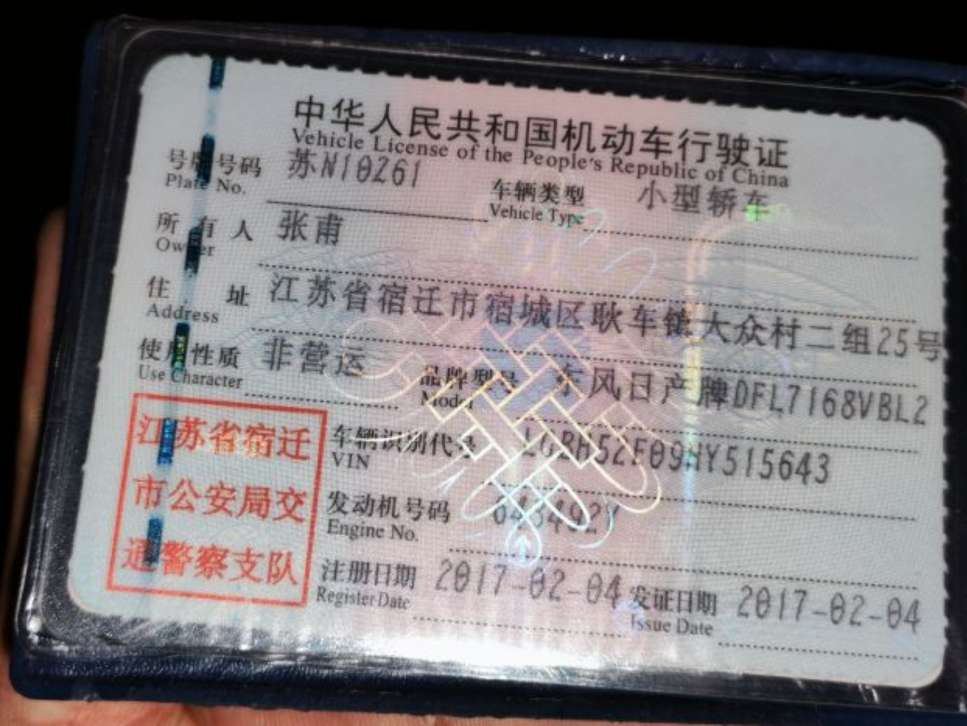 中华人民共和国机动车行驶证
Vehicle License of the People's Republic of China
号牌号码 苏N10261 车辆类型 小型轿车
Plate No. Vehicle Type
所有人 张甫
Owner
住址 江苏省宿迁市宿城区耿车镇大众村二组25号
Address
使用性质 非营运 品牌型号 东风日产牌DFL7168VBL2
Use Character Model
江苏省宿迁
市公安局交
通警察支队
车辆识别代号
VIN
发动机号码
Engine No.
注册日期 2017-02-04 发证日期 2017-02-04
Register Date Issue Date